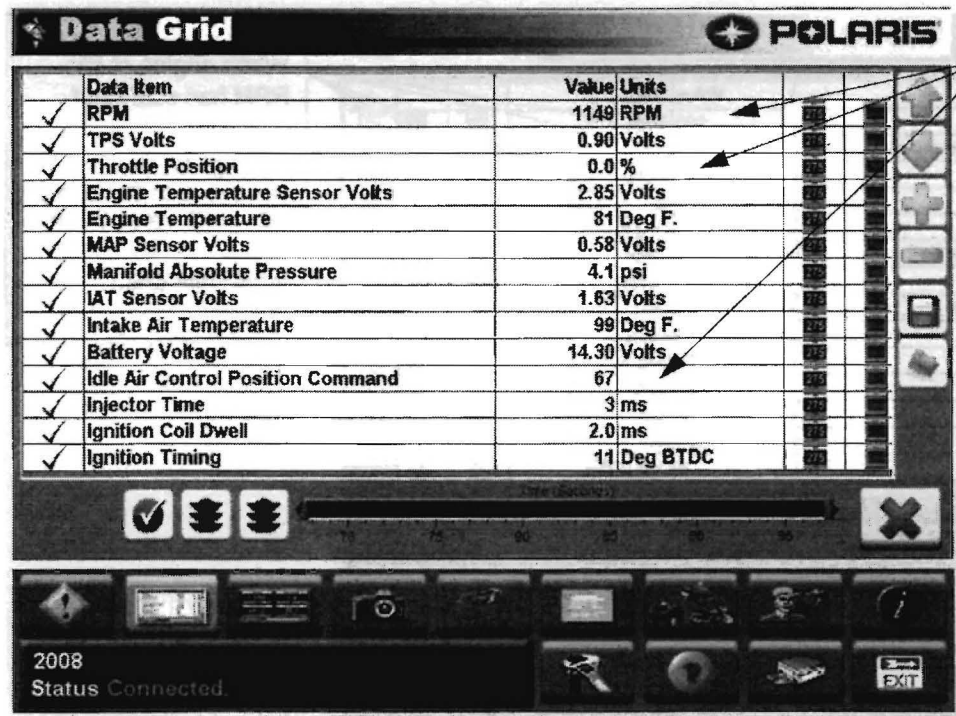 Data Grid
POLARIS
Data Item Value Units
RPM 1149 RPM
TPS Volts 0.90 Volts
Throttle Position 0.0 %
Engine Temperature Sensor Volts 2.85 Volts
Engine Temperature 81 Deg F.
MAP Sensor Volts 0.58 Volts
Manifold Absolute Pressure 4.1 psi
IAT Sensor Volts 1.63 Volts
Intake Air Temperature 99 Deg F.
Battery Voltage 14.30 Volts
Idle Air Control Position Command 67
Injector Time 3 ms
Ignition Coil Dwell 2.0 ms
Ignition Timing 11 Deg BTDC
Time (Seconds)
2008
Status Connected.
EXIT